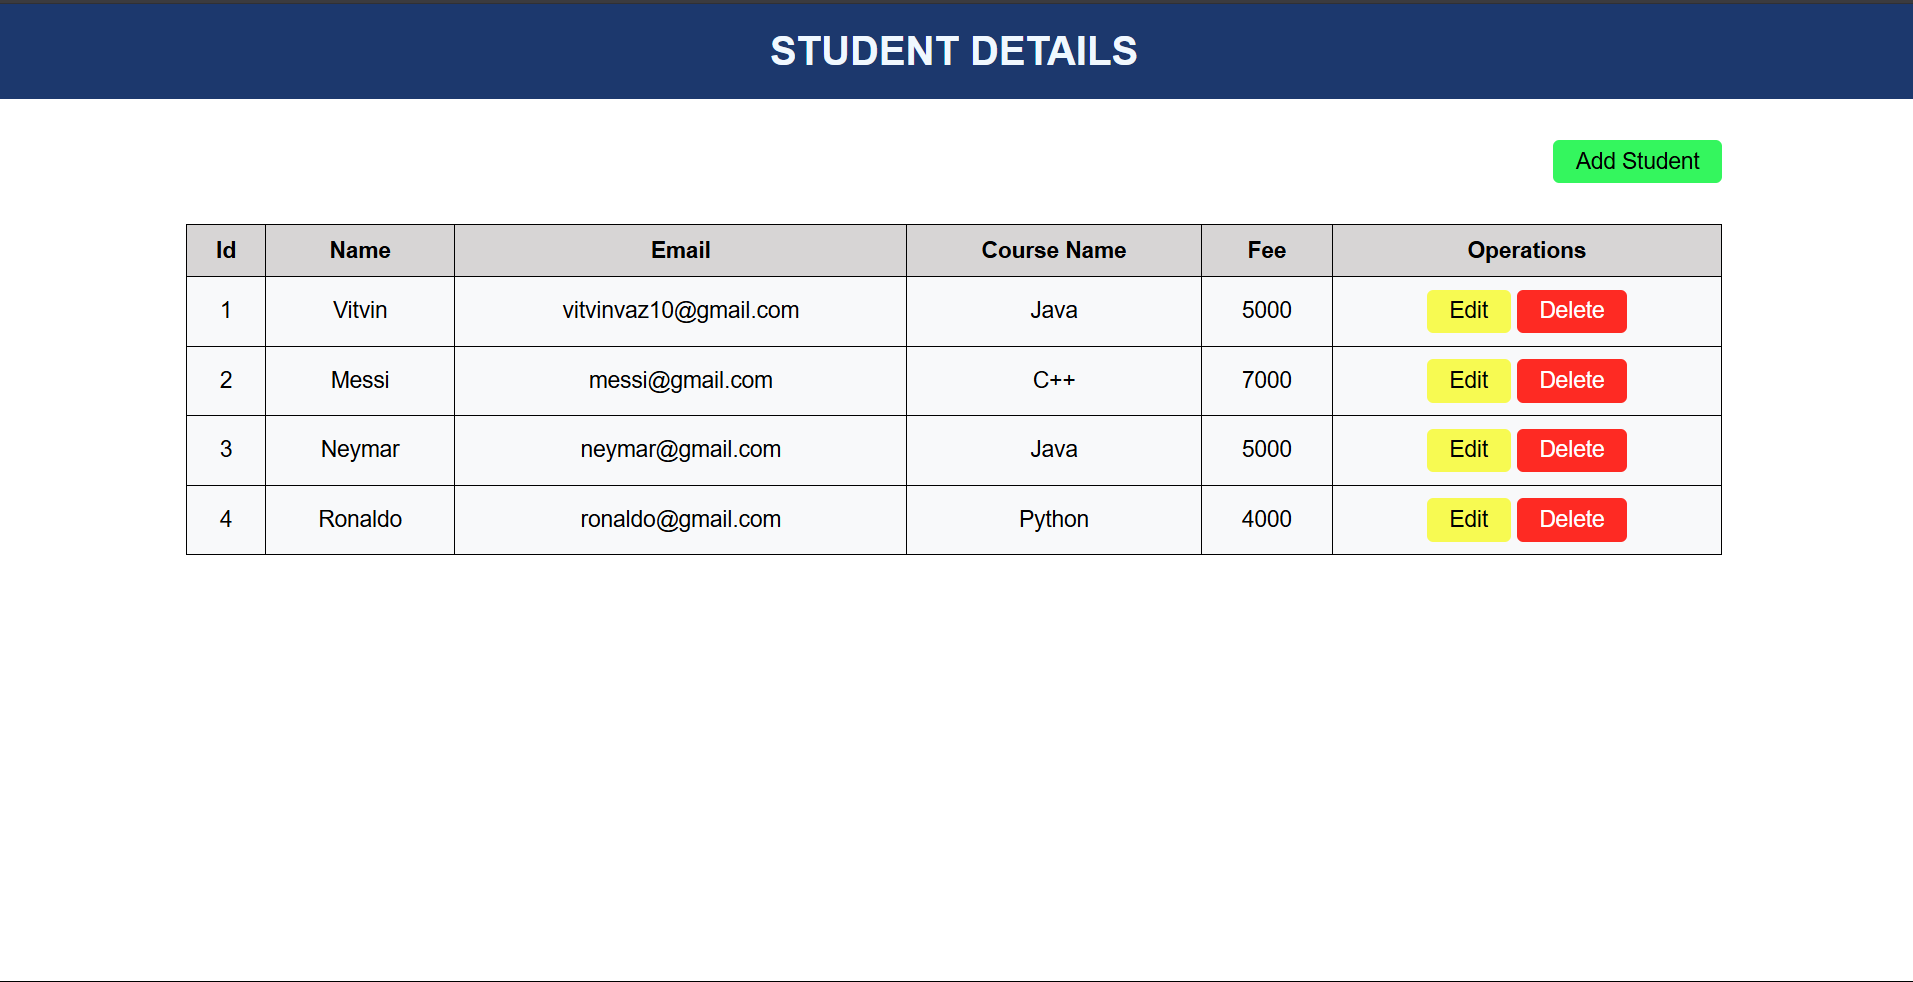 STUDENT DETAILS
Add Student
Id Name Email Course Name Fee Operations
1 Vitvin vitvinvaz10@gmail.com Java 5000 Edit Delete
2 Messi messi@gmail.com C++ 7000 Edit Delete
3 Neymar neymar@gmail.com Java 5000 Edit Delete
4 Ronaldo ronaldo@gmail.com Python 4000 Edit Delete